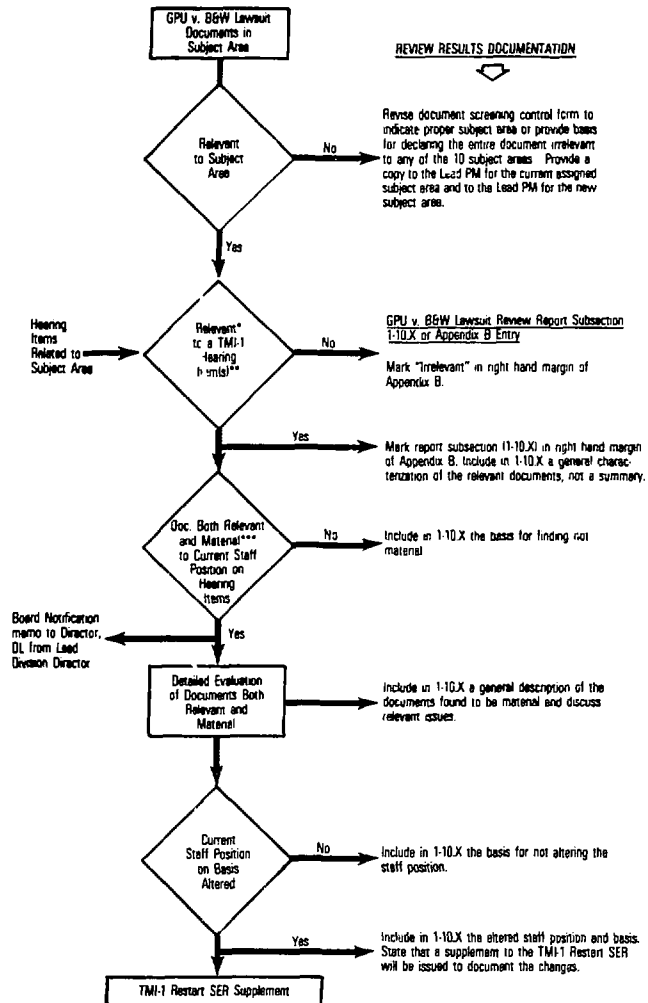 GPU v. B&W Lawsuit
Documents in
Subject Area
REVIEW RESULTS DOCUMENTATION
Relevant
to Subject
Area
No
Revise document screening control form to
indicate proper subject area or provide basis
for declaring the entire document irrelevant
to any of the 10 subject areas Provide a
copy to the Lead PM for the current assigned
subject area and to the Lead PM for the new
subject area.
Yes
Hearing
Items
Related to
Subject Area
Relevant*
to a TMI-1
Hearing
Item(s)**
No
GPU v. B&W Lawsuit Review Report Subsection
1-10.X or Appendix B Entry
Mark "Irrelevant" in right hand margin of
Appendix B.
Yes
Mark report subsection (1-10.X) in right hand margin
of Appendix B. Include in 1-10.X a general charac-
terization of the relevant documents, not a summary.
Doc. Both Relevant
and Material***
to Current Staff
Position on
Hearing
Items
No
Include in 1-10.X the basis for finding not
material
Board Notification
memo to Director,
DL from Lead
Division Director
Yes
Detailed Evaluation
of Documents Both
Relevant and
Material
Include in 1-10.X a general description of the
documents found to be material and discuss
relevant issues.
Current
Staff Position
on Basis
Altered
No
Include in 1-10.X the basis for not altering the
staff position.
Yes
Include in 1-10.X the altered staff position and basis.
State that a supplement to the TMI-1 Restart SER
will be issued to document the changes.
TMI-1 Restart SER Supplement